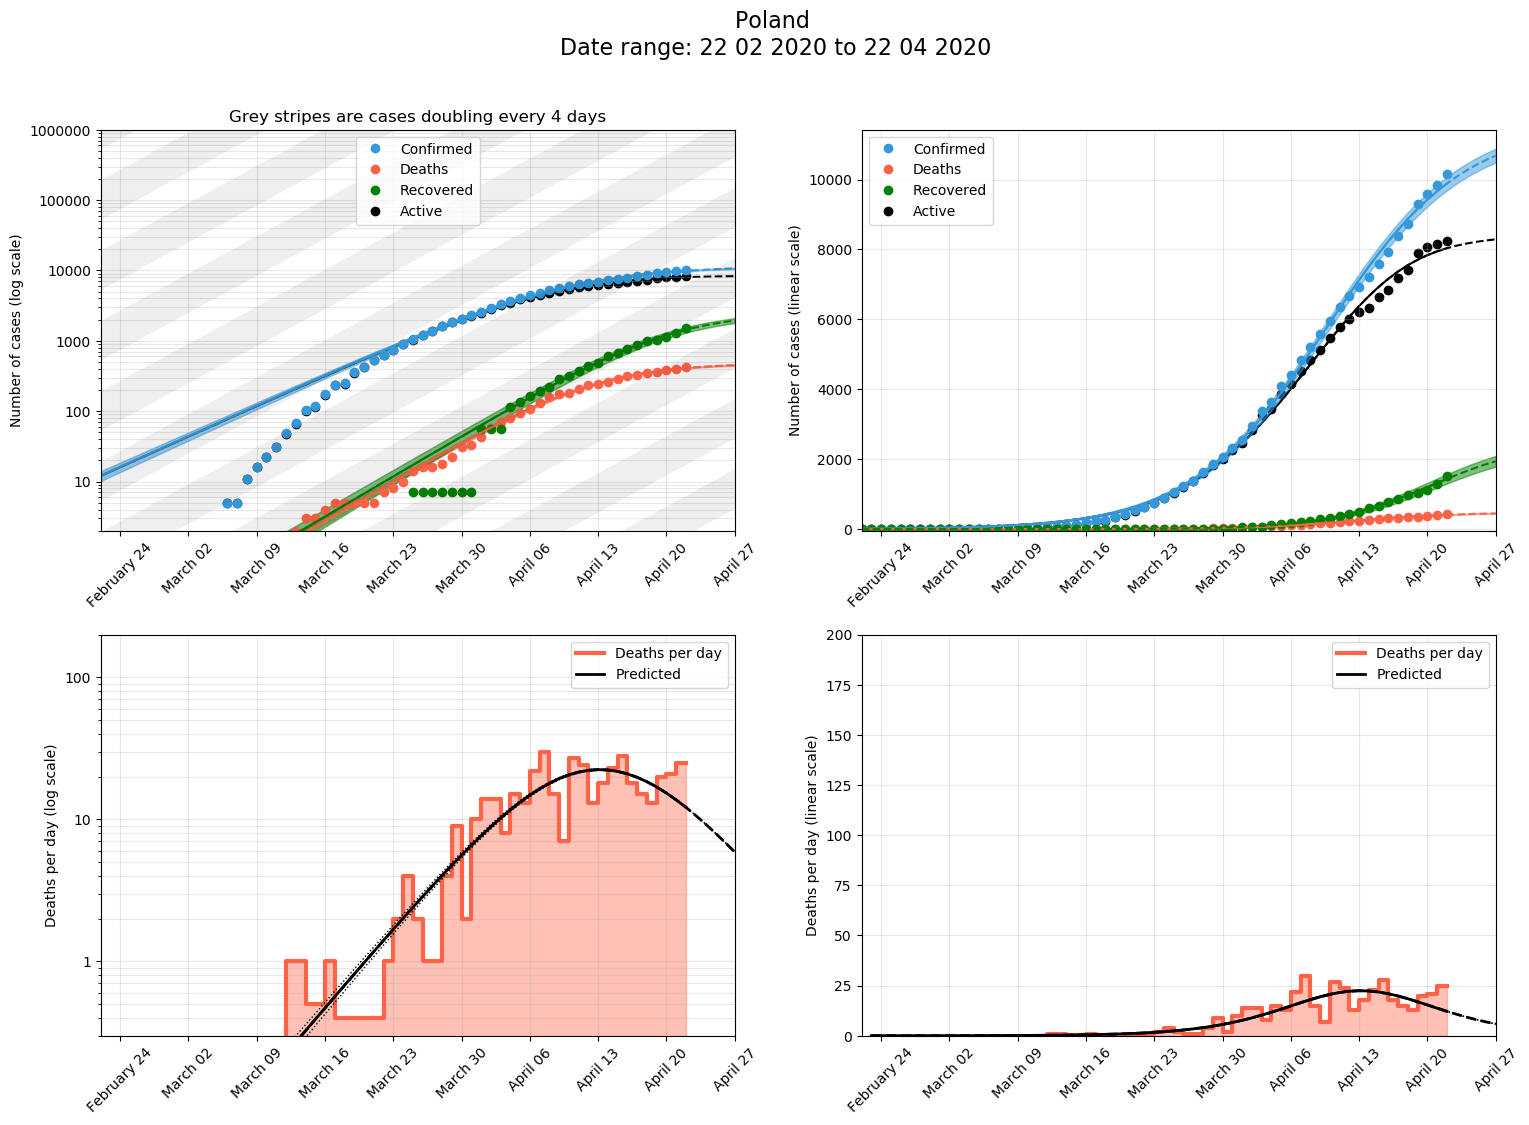 Poland
Date range: 22 02 2020 to 22 04 2020
Grey stripes are cases doubling every 4 days
Number of cases (log scale)
1000000
100000
10000
1000
100
10
Confirmed
Deaths
Recovered
Active
February 24
March 02
March 09
March 16
March 23
March 30
April 06
April 13
April 20
April 27
Number of cases (linear scale)
10000
8000
6000
4000
2000
0
Confirmed
Deaths
Recovered
Active
February 24
March 02
March 09
March 16
March 23
March 30
April 06
April 13
April 20
April 27
Deaths per day (log scale)
100
10
1
Deaths per day
Predicted
February 24
March 02
March 09
March 16
March 23
March 30
April 06
April 13
April 20
April 27
Deaths per day (linear scale)
200
175
150
125
100
75
50
25
0
Deaths per day
Predicted
February 24
March 02
March 09
March 16
March 23
March 30
April 06
April 13
April 20
April 27